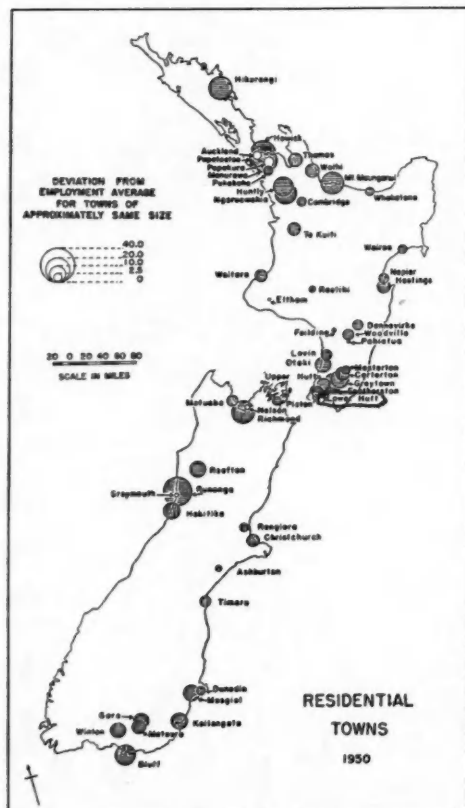 Hikurangi
Howick
Auckland
Papatoetoe
Papakura
Manurewa
Pukekohe
Huntly
Ngaruawahia
Thames
Waihi
Mt Maunganui
Cambridge
Whakatane
DEVIATION FROM
EMPLOYMENT AVERAGE
FOR TOWNS OF
APPROXIMATELY SAME SIZE
40.0
20.0
10.0
2.5
0
Te Kuiti
Wairoa
Waitara
Raetihi
Napier
Hastings
Eltham
Dannevirke
Woodville
Pahiatua
Feilding
Levin
Otaki
20 0 20 40 60 80
SCALE IN MILES
Upper
Hutt
Masterton
Carterton
Greytown
Featherston
Lower Hutt
Motueka
Picton
Nelson
Richmond
Reefton
Runanga
Greymouth
Hokitika
Rangiora
Christchurch
Ashburton
Timaru
Dunedin
Mosgiel
Gore
Kaitangata
Winton
Mataura
Bluff
RESIDENTIAL
TOWNS
1950